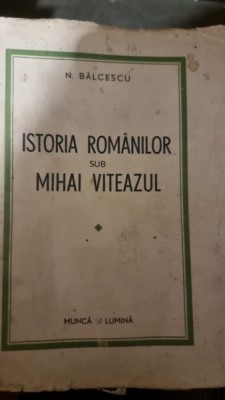 N. BĂLCESCU
ISTORIA ROMÂNILOR
SUB
MIHAI VITEAZUL
MUNCĂ ȘI LUMINĂ